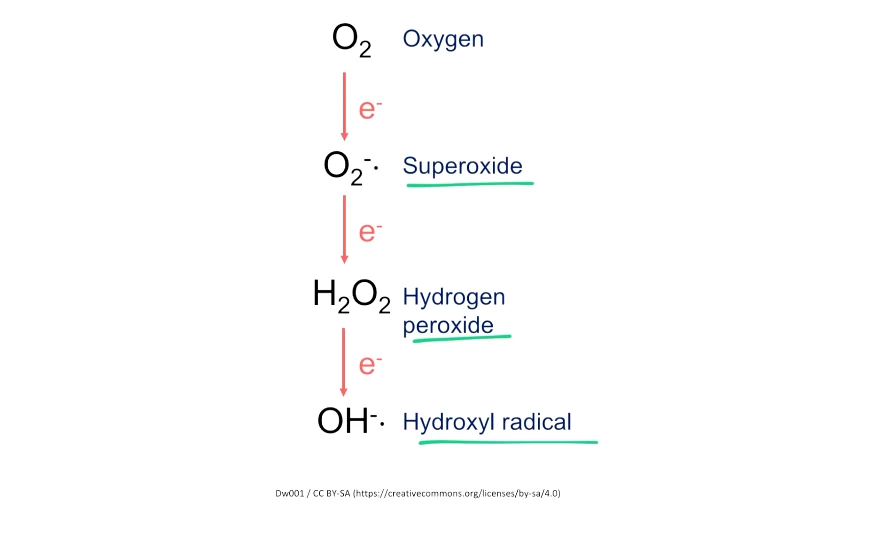 O₂ Oxygen
e⁻
O₂⁻· Superoxide
e⁻
H₂O₂ Hydrogen
peroxide
e⁻
OH⁻· Hydroxyl radical
Dw001 / CC BY-SA (https://creativecommons.org/licenses/by-sa/4.0)